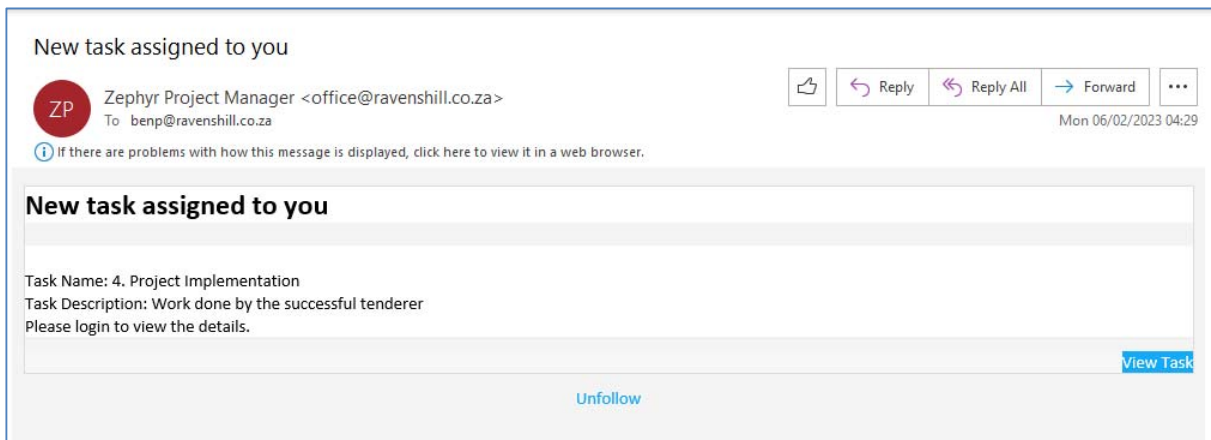 New task assigned to you
ZP
Zephyr Project Manager <office@ravenshill.co.za>
To benp@ravenshill.co.za
Reply
Reply All
Forward
...
Mon 06/02/2023 04:29
If there are problems with how this message is displayed, click here to view it in a web browser.
New task assigned to you
Task Name: 4. Project Implementation
Task Description: Work done by the successful tenderer
Please login to view the details.
View Task
Unfollow